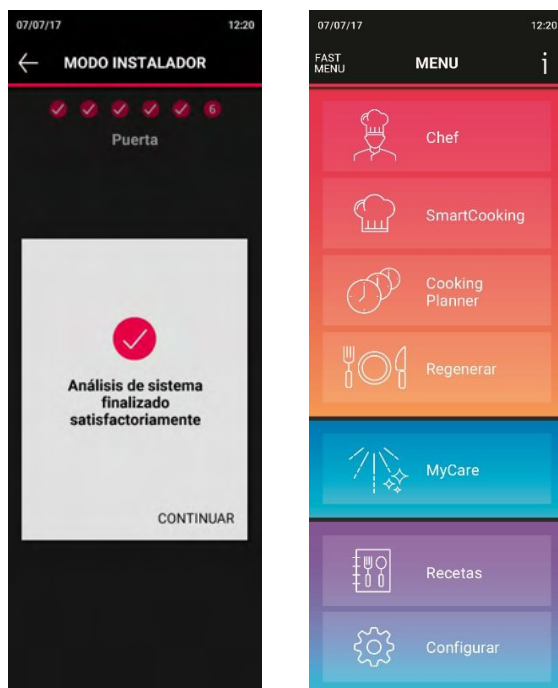 07/07/17 12:20
MODO INSTALADOR
6
Puerta
Análisis de sistema
finalizado
satisfactoriamente
CONTINUAR
07/07/17 12:20
FAST
MENU
MENU
i
Chef
SmartCooking
Cooking
Planner
Regenerar
MyCare
Recetas
Configurar